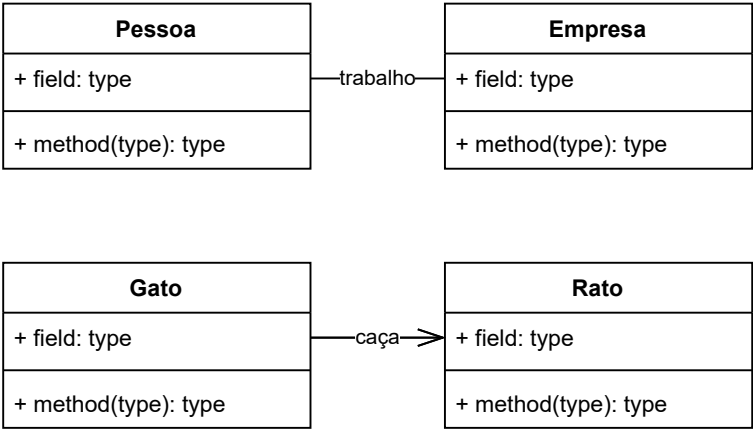 Pessoa
+ field: type
+ method(type): type
trabalho
Empresa
+ field: type
+ method(type): type
Gato
+ field: type
+ method(type): type
caça
Rato
+ field: type
+ method(type): type